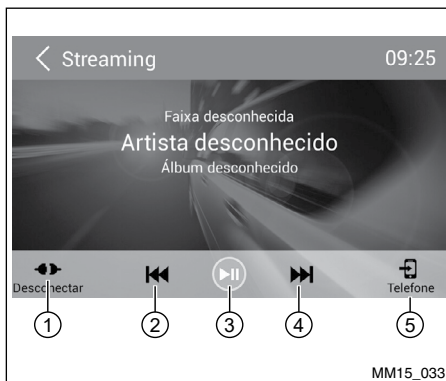 Streaming 09:25
Faixa desconhecida
Artista desconhecido
Álbum desconhecido
Desconectar Telefone
1 2 3 4 5
MM15_033